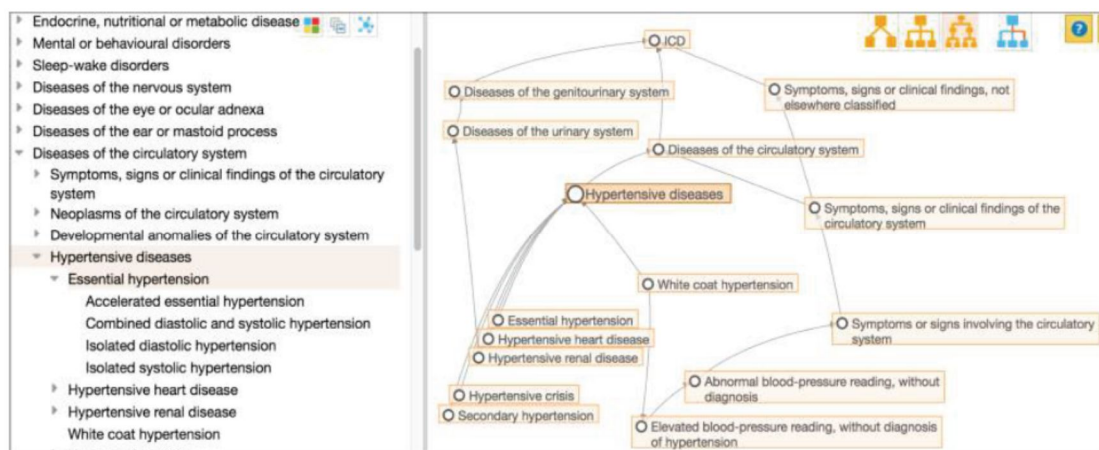 Endocrine, nutritional or metabolic disease
Mental or behavioural disorders
Sleep-wake disorders
Diseases of the nervous system
Diseases of the eye or ocular adnexa
Diseases of the ear or mastoid process
Diseases of the circulatory system
Symptoms, signs or clinical findings of the circulatory
system
Neoplasms of the circulatory system
Developmental anomalies of the circulatory system
Hypertensive diseases
Essential hypertension
Accelerated essential hypertension
Combined diastolic and systolic hypertension
Isolated diastolic hypertension
Isolated systolic hypertension
Hypertensive heart disease
Hypertensive renal disease
White coat hypertension
ICD
?
Diseases of the genitourinary system
Symptoms, signs or clinical findings, not
elsewhere classified
Diseases of the urinary system
Diseases of the circulatory system
Hypertensive diseases
Symptoms, signs or clinical findings of the
circulatory system
White coat hypertension
Essential hypertension
Hypertensive heart disease
Hypertensive renal disease
Symptoms or signs involving the circulatory
system
Abnormal blood-pressure reading, without
diagnosis
Hypertensive crisis
Secondary hypertension
Elevated blood-pressure reading, without diagnosis
of hypertension